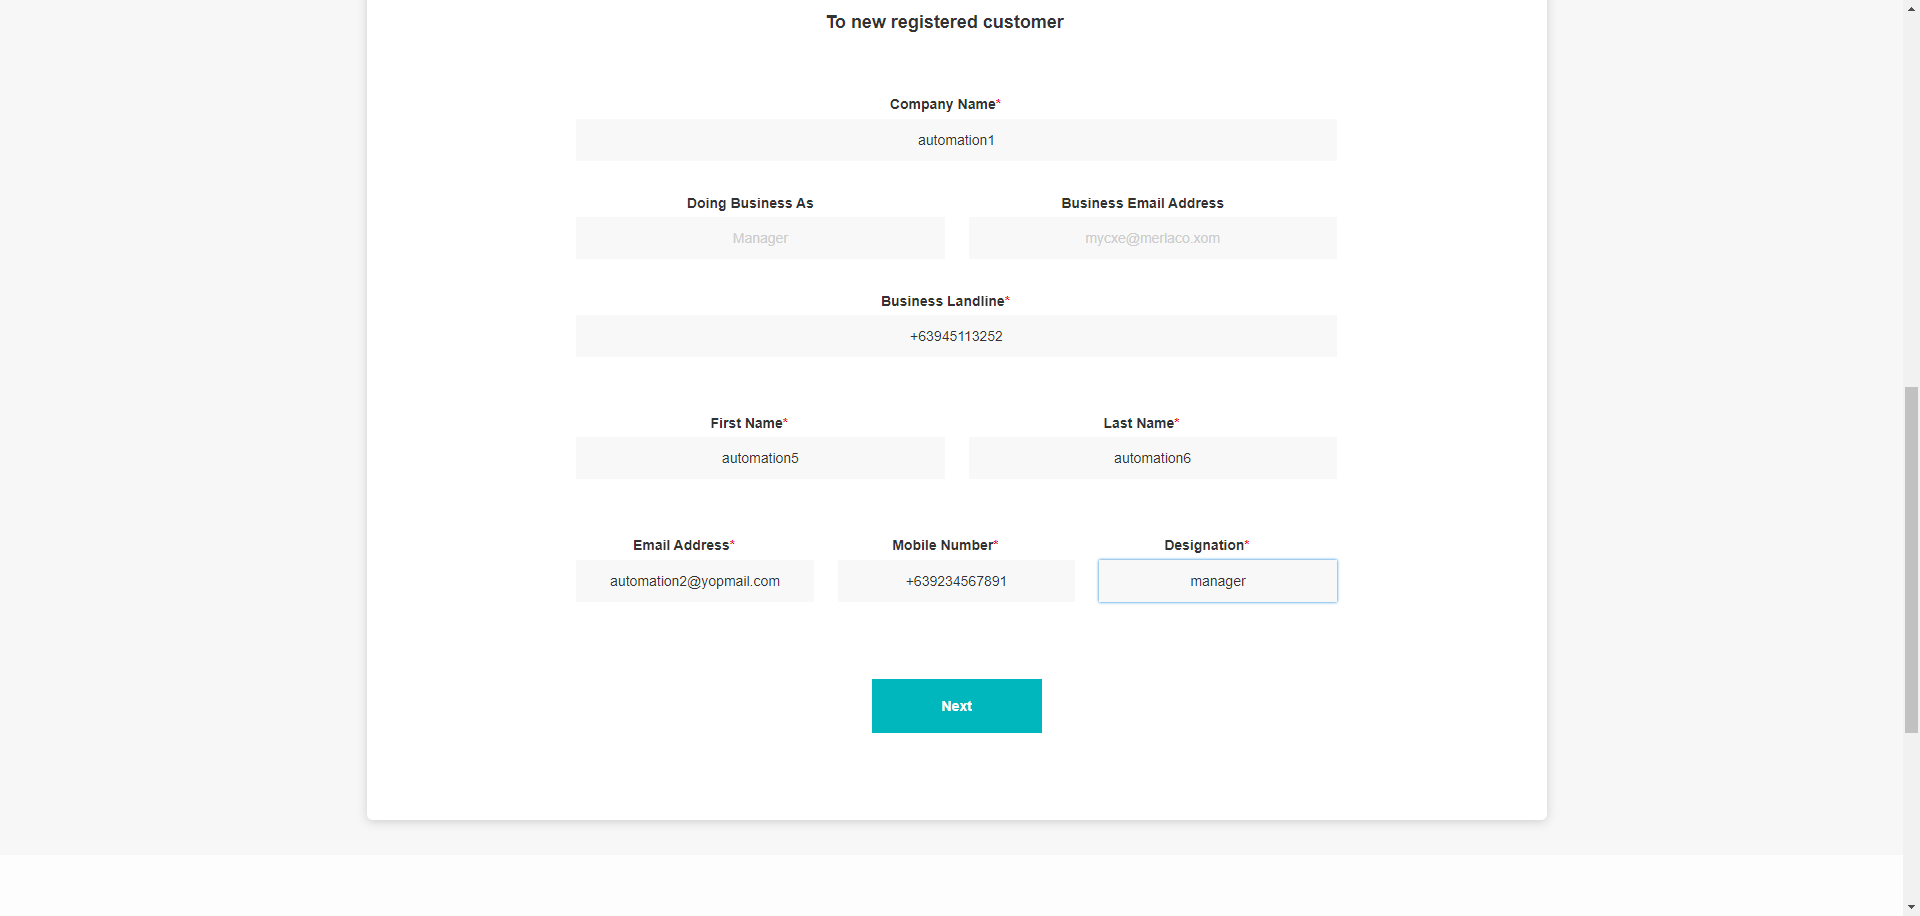 To new registered customer
Company Name*
automation1
Doing Business As
Business Email Address
Manager
mycxe@merlaco.xom
Business Landline*
+63945113252
First Name*
Last Name*
automation5
automation6
Email Address*
Mobile Number*
Designation*
automation2@yopmail.com
+639234567891
manager
Next